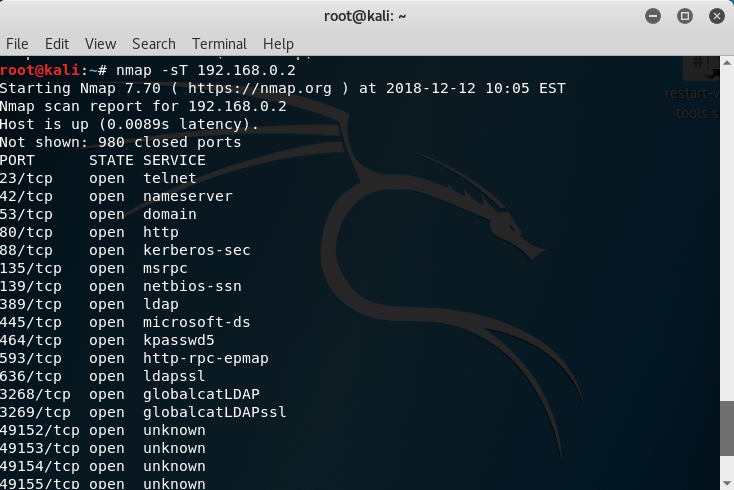 root@kali: ~
File Edit View Search Terminal Help
root@kali:~# nmap -sT 192.168.0.2
Starting Nmap 7.70 ( https://nmap.org ) at 2018-12-12 10:05 EST
Nmap scan report for 192.168.0.2
Host is up (0.0089s latency).
Not shown: 980 closed ports
PORT STATE SERVICE
23/tcp open telnet
42/tcp open nameserver
53/tcp open domain
80/tcp open http
88/tcp open kerberos-sec
135/tcp open msrpc
139/tcp open netbios-ssn
389/tcp open ldap
445/tcp open microsoft-ds
464/tcp open kpasswd5
593/tcp open http-rpc-epmap
636/tcp open ldapssl
3268/tcp open globalcatLDAP
3269/tcp open globalcatLDAPssl
49152/tcp open unknown
49153/tcp open unknown
49154/tcp open unknown
49155/tcp open unknown
#!
restart-v
tools.s